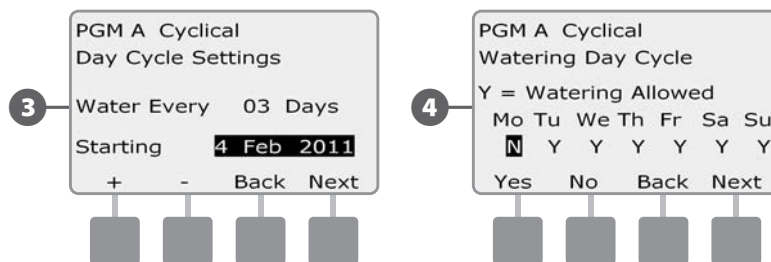 3
PGM A Cyclical
Day Cycle Settings
Water Every 03 Days
Starting 4 Feb 2011
+ - Back Next
4
PGM A Cyclical
Watering Day Cycle
Y = Watering Allowed
Mo Tu We Th Fr Sa Su
N Y Y Y Y Y Y
Yes No Back Next